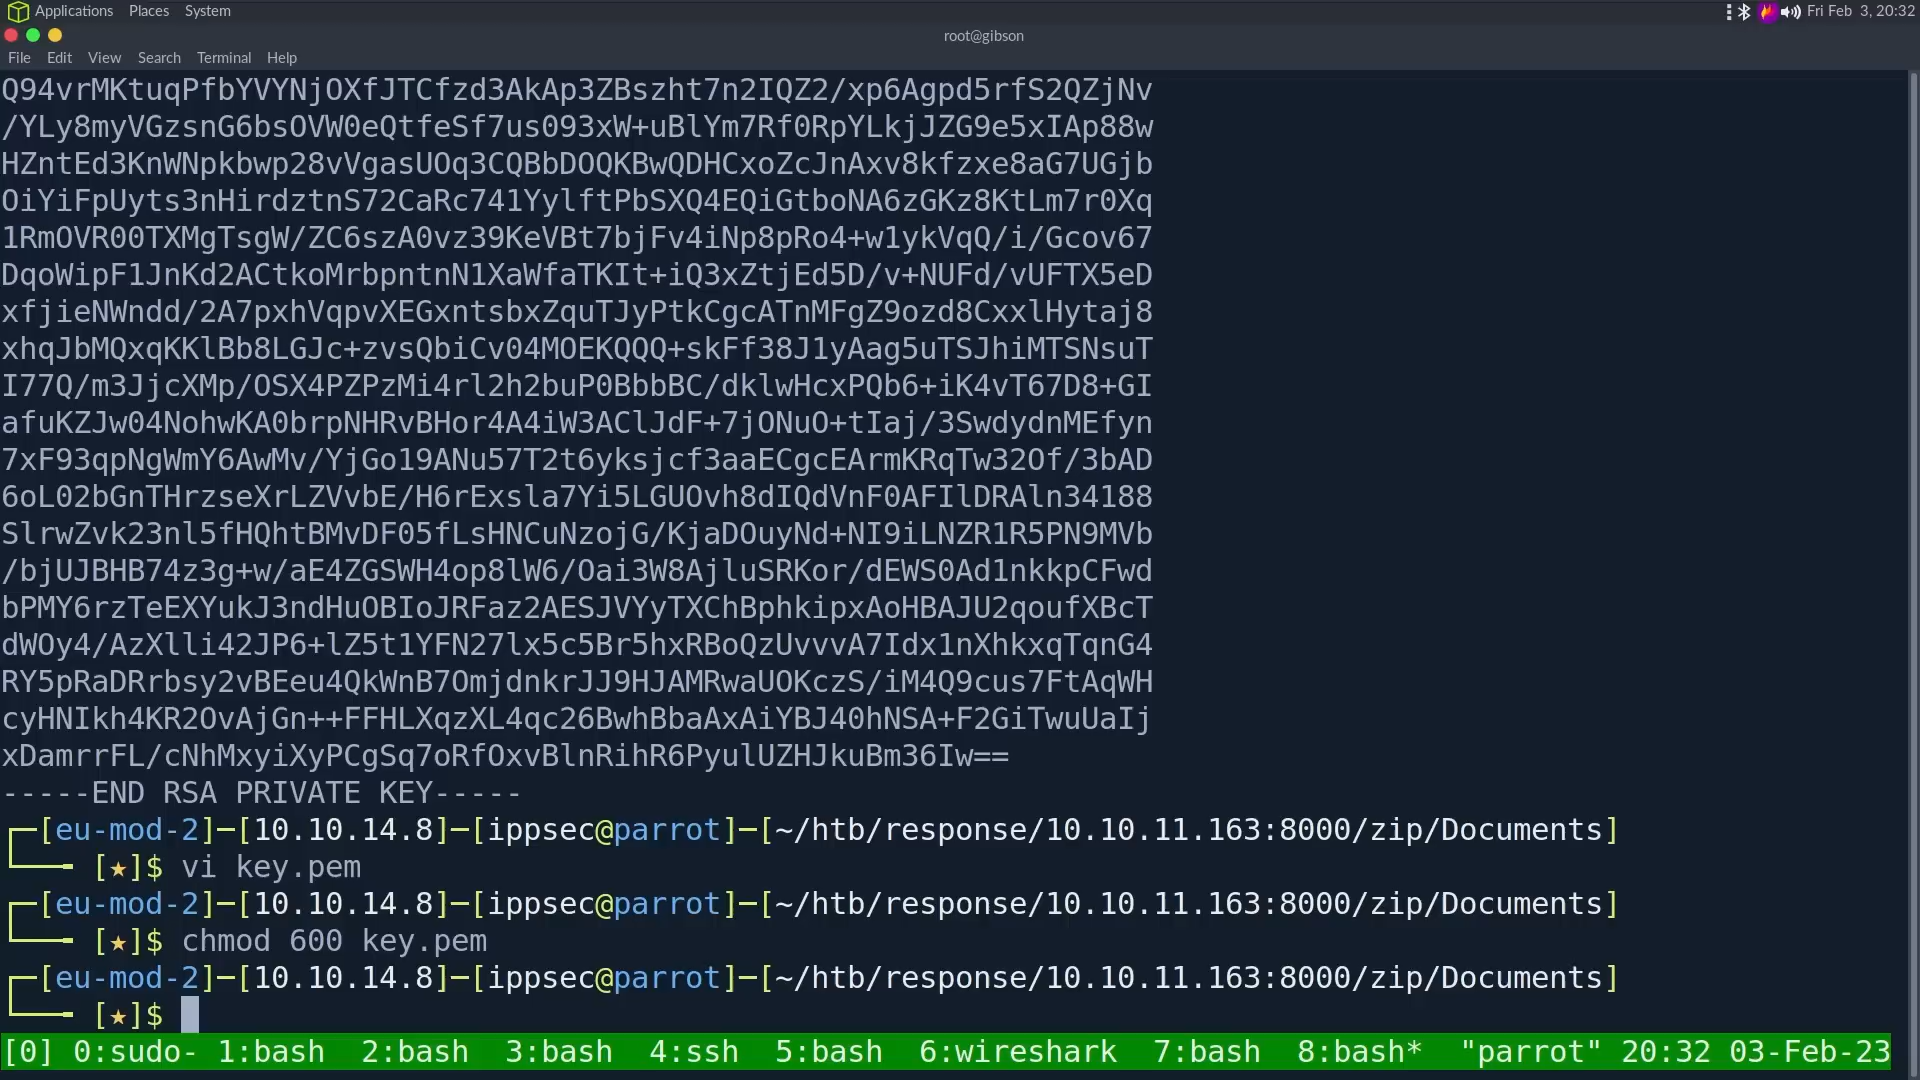 Applications Places System
Fri Feb 3, 20:32
root@gibson
File Edit View Search Terminal Help
Q94vrMKtuqPfbYVYNjOXfJTCfzd3AkAp3ZBszht7n2IQZ2/xp6Agpd5rfS2QZjNv
/YLy8myVGzsnG6bsOVW0eQtfeSf7us093xW+uBlYm7Rf0RpYLkjJZG9e5xIAp88w
HZntEd3KnWNpkbwp28vVgasUOq3CQBbDOQKBwQDHCxoZcJnAxv8kfzxe8aG7UGjb
OiYiFpUyts3nHirdztnS72CaRc741YylftPbSXQ4EQiGtboNA6zGKz8KtLm7r0Xq
1RmOVR00TXMgTsgW/ZC6szA0vz39KeVBt7bjFv4iNp8pRo4+w1ykVqQ/i/Gcov67
DqoWipF1JnKd2ACtkoMrbpntnN1XaWfaTKIt+iQ3xZtjEd5D/v+NUFd/vUFTX5eD
xfjieNWndd/2A7pxhVqpvXEGxntsbxZquTJyPtkCgcATnMFgZ9ozd8CxxlHytaj8
xhqJbMQxqKKlBb8LGJc+zvsQbiCv04MOEKQQQ+skFf38J1yAag5uTSJhiMTSNsuT
I77Q/m3JjcXMp/OSX4PZPzMi4rl2h2buP0BbbBC/dklwHcxPQb6+iK4vT67D8+GI
afuKZJw04NohwKA0brpNHRvBHor4A4iW3AClJdF+7jONuO+tIaj/3SwdydnMEfyn
7xF93qpNgWmY6AwMv/YjGo19ANu57T2t6yksjcf3aaECgcEArmKRqTw32Of/3bAD
6oL02bGnTHrzseXrLZVvbE/H6rExsla7Yi5LGUOvh8dIQdVnF0AFIlDRAln34188
SlrwZvk23nl5fHQhtBMvDF05fLsHNCuNzojG/KjaDOuyNd+NI9iLNZR1R5PN9MVb
/bjUJBHB74z3g+w/aE4ZGSWH4op8lW6/Oai3W8AjluSRKor/dEWS0Ad1nkkpCFwd
bPMY6rzTeEXYukJ3ndHuOBIoJRFaz2AESJVYyTXChBphkipxAoHBAJU2qoufXBcT
dWOy4/AzXlli42JP6+lZ5t1YFN27lx5c5Br5hxRBoQzUvvvA7Idx1nXhkxqTqnG4
RY5pRaDRrbsy2vBEeu4QkWnB7OmjdnkrJJ9HJAMRwaUOKczS/iM4Q9cus7FtAqWH
cyHNIkh4KR2OvAjGn++FFHLXqzXL4qc26BwhBbaAxAiYBJ40hNSA+F2GiTwuUaIj
xDamrrFL/cNhMxyiXyPCgSq7oRfOxvBlnRihR6PyulUZHJkuBm36Iw==
-----END RSA PRIVATE KEY-----
┌─[eu-mod-2]─[10.10.14.8]─[ippsec@parrot]─[~/htb/response/10.10.11.163:8000/zip/Documents]
└──╼ [★]$ vi key.pem
┌─[eu-mod-2]─[10.10.14.8]─[ippsec@parrot]─[~/htb/response/10.10.11.163:8000/zip/Documents]
└──╼ [★]$ chmod 600 key.pem
┌─[eu-mod-2]─[10.10.14.8]─[ippsec@parrot]─[~/htb/response/10.10.11.163:8000/zip/Documents]
└──╼ [★]$
[0] 0:sudo- 1:bash 2:bash 3:bash 4:ssh 5:bash 6:wireshark 7:bash 8:bash* "parrot" 20:32 03-Feb-23